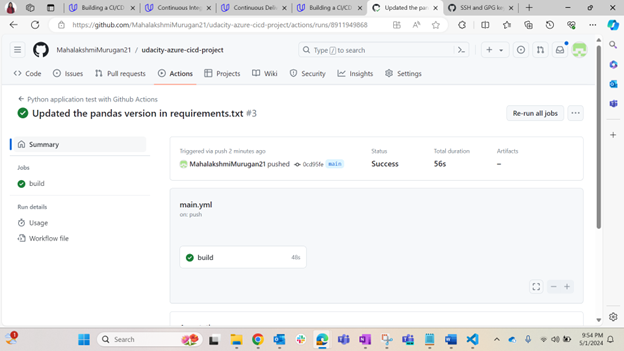 Building a CI/CD
Continuous Integ
Continuous Deli
Building a CI/CD
Updated the pan
SSH and GPG ke
https://github.com/MahalakshmiMurugan21/udacity-azure-cicd-project/actions/runs/8911949868
MahalakshmiMurugan21 / udacity-azure-cicd-project
Type / to search
Code
Issues
Pull requests
Actions
Projects
Wiki
Security
Insights
Settings
Python application test with Github Actions
Updated the pandas version in requirements.txt #3
Re-run all jobs
Summary
Jobs
build
Run details
Usage
Workflow file
Triggered via push 2 minutes ago
MahalakshmiMurugan21 pushed 0cd95fe main
Status
Success
Total duration
56s
Artifacts
–
main.yml
on: push
build 48s
Search
9:54 PM
5/1/2024